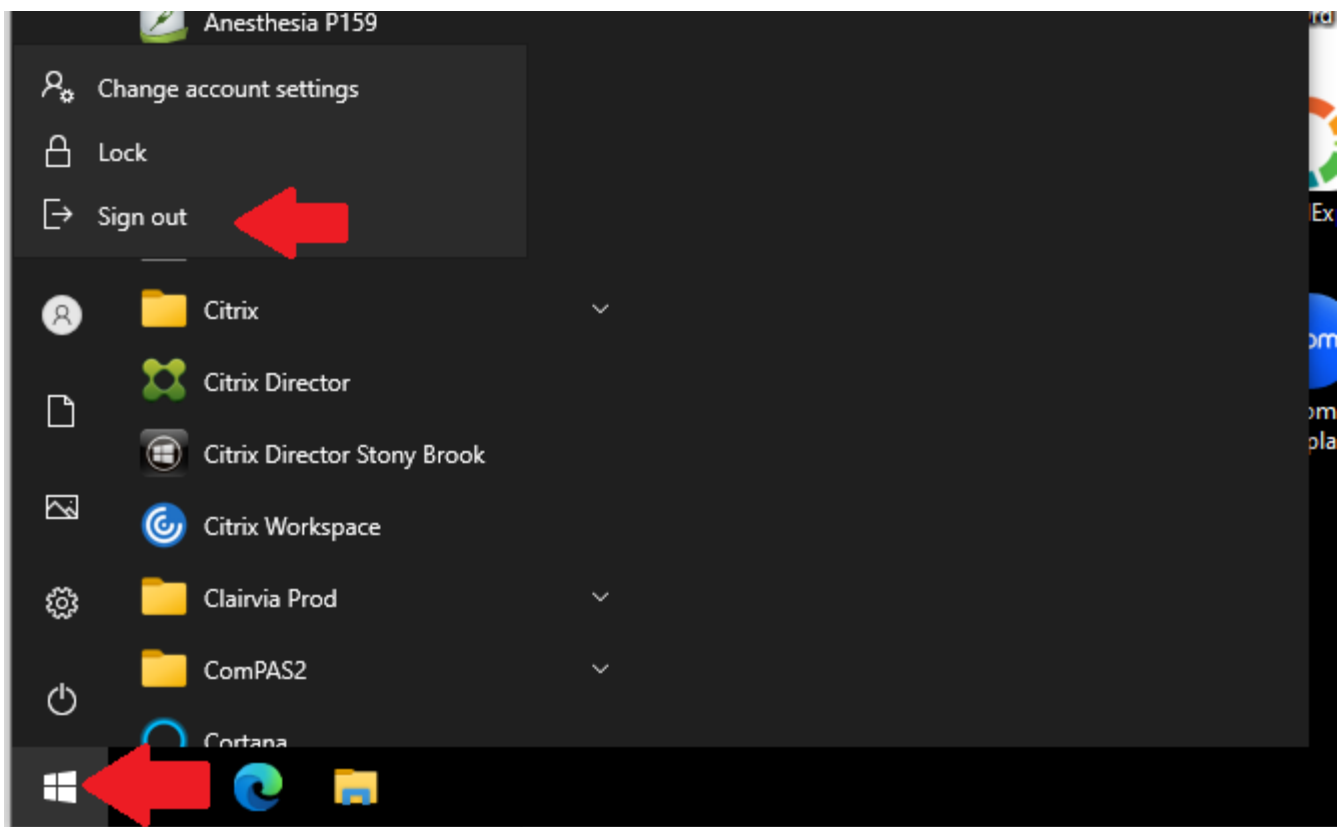 Anesthesia P159
Change account settings
Lock
Sign out
Citrix
Citrix Director
Citrix Director Stony Brook
Citrix Workspace
Clairvia Prod
ComPAS2
Cortana